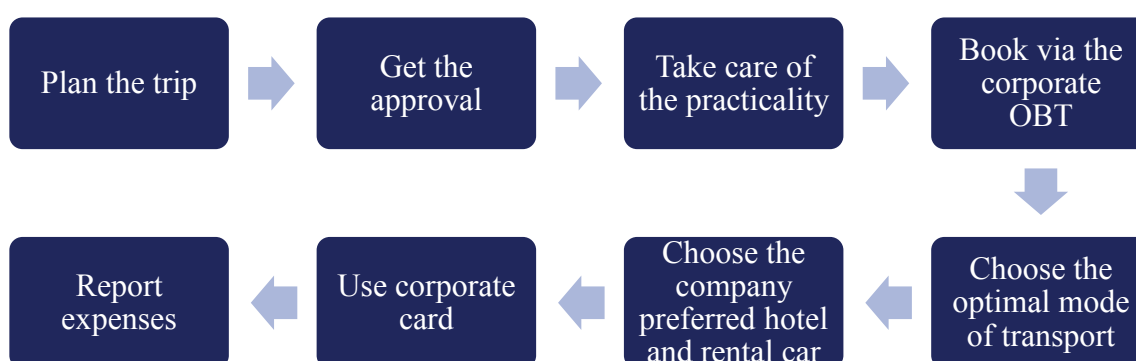 Plan the trip
Get the
approval
Take care of
the practicality
Book via the
corporate
OBT
Report
expenses
Use corporate
card
Choose the
company
preferred hotel
and rental car
Choose the
optimal mode
of transport